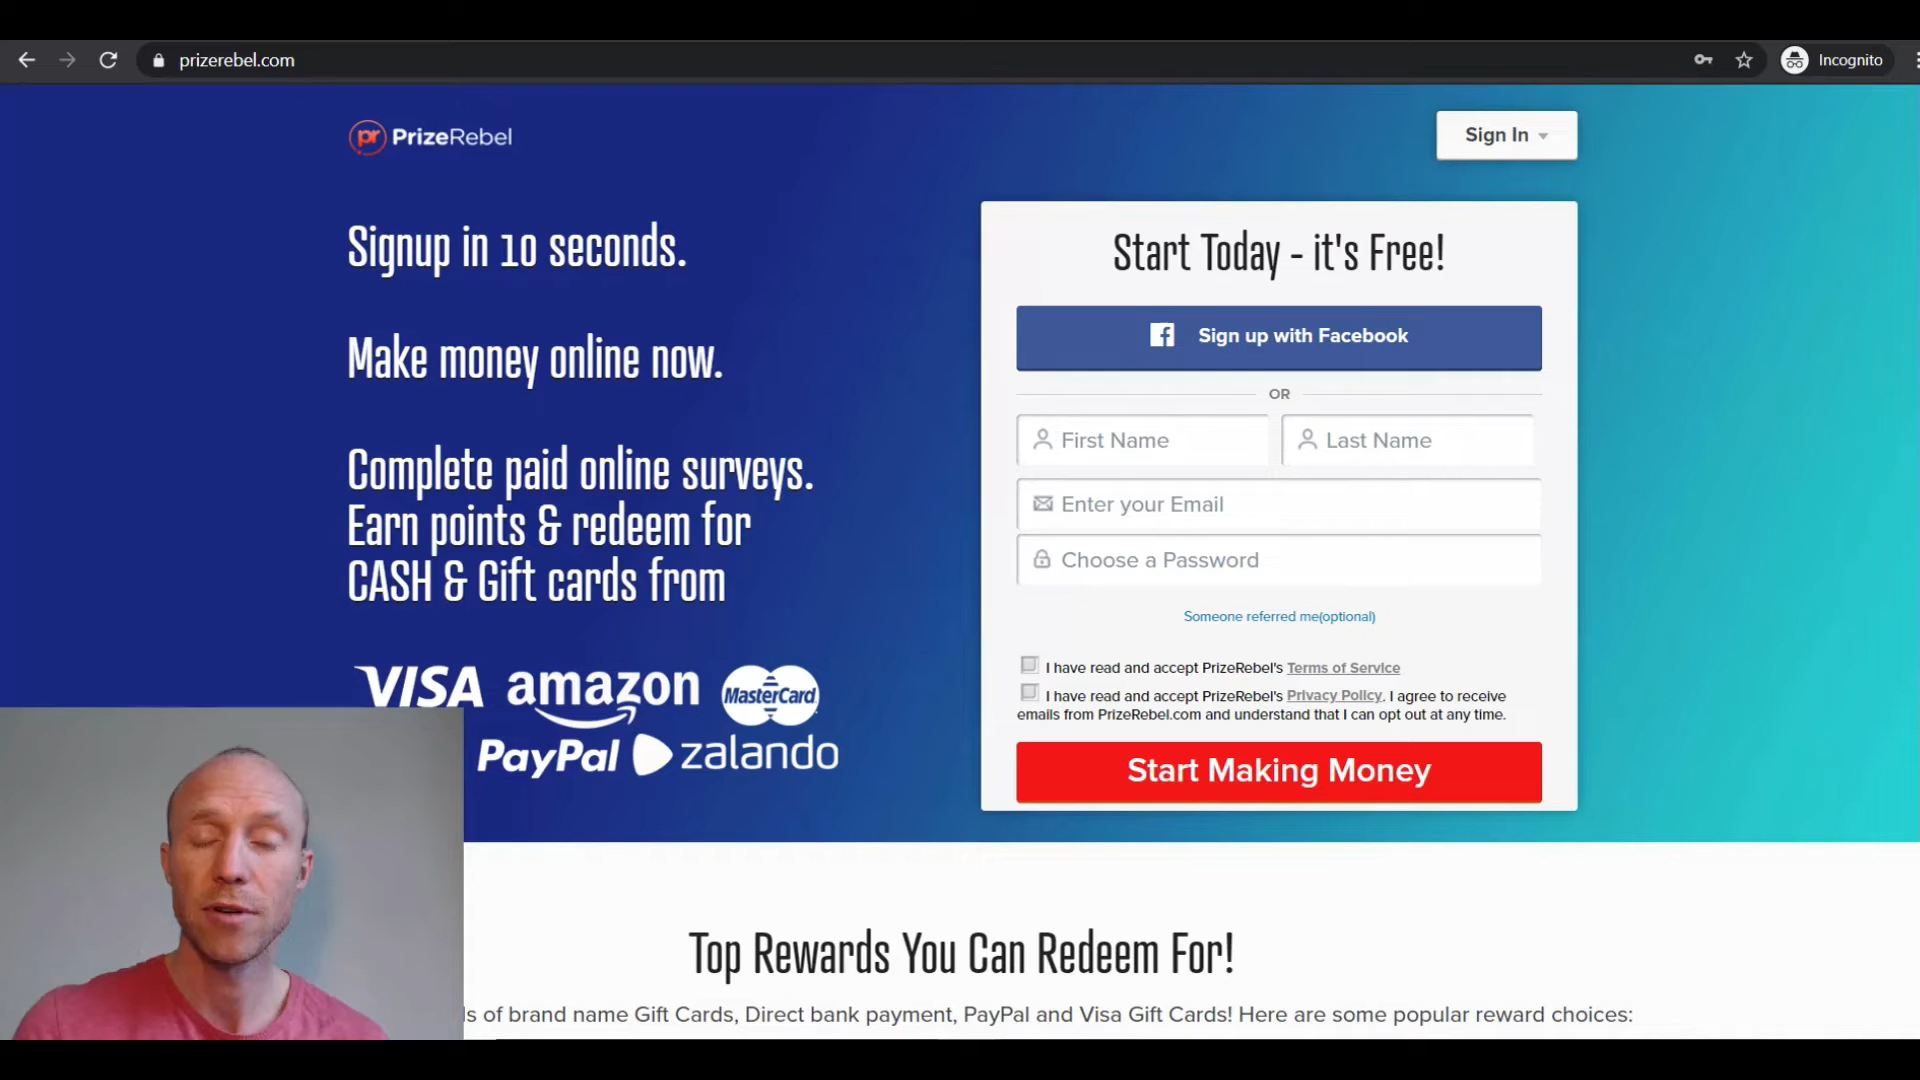 prizerebel.com
Incognito
pr PrizeRebel
Sign In
Signup in 10 seconds.
Make money online now.
Complete paid online surveys.
Earn points & redeem for
CASH & Gift cards from
VISA amazon MasterCard
PayPal zalando
Start Today - it's Free!
Sign up with Facebook
OR
First Name
Last Name
Enter your Email
Choose a Password
Someone referred me(optional)
I have read and accept PrizeRebel's Terms of Service
I have read and accept PrizeRebel's Privacy Policy. I agree to receive
emails from PrizeRebel.com and understand that I can opt out at any time.
Start Making Money
Top Rewards You Can Redeem For!
of brand name Gift Cards, Direct bank payment, PayPal and Visa Gift Cards! Here are some popular reward choices: